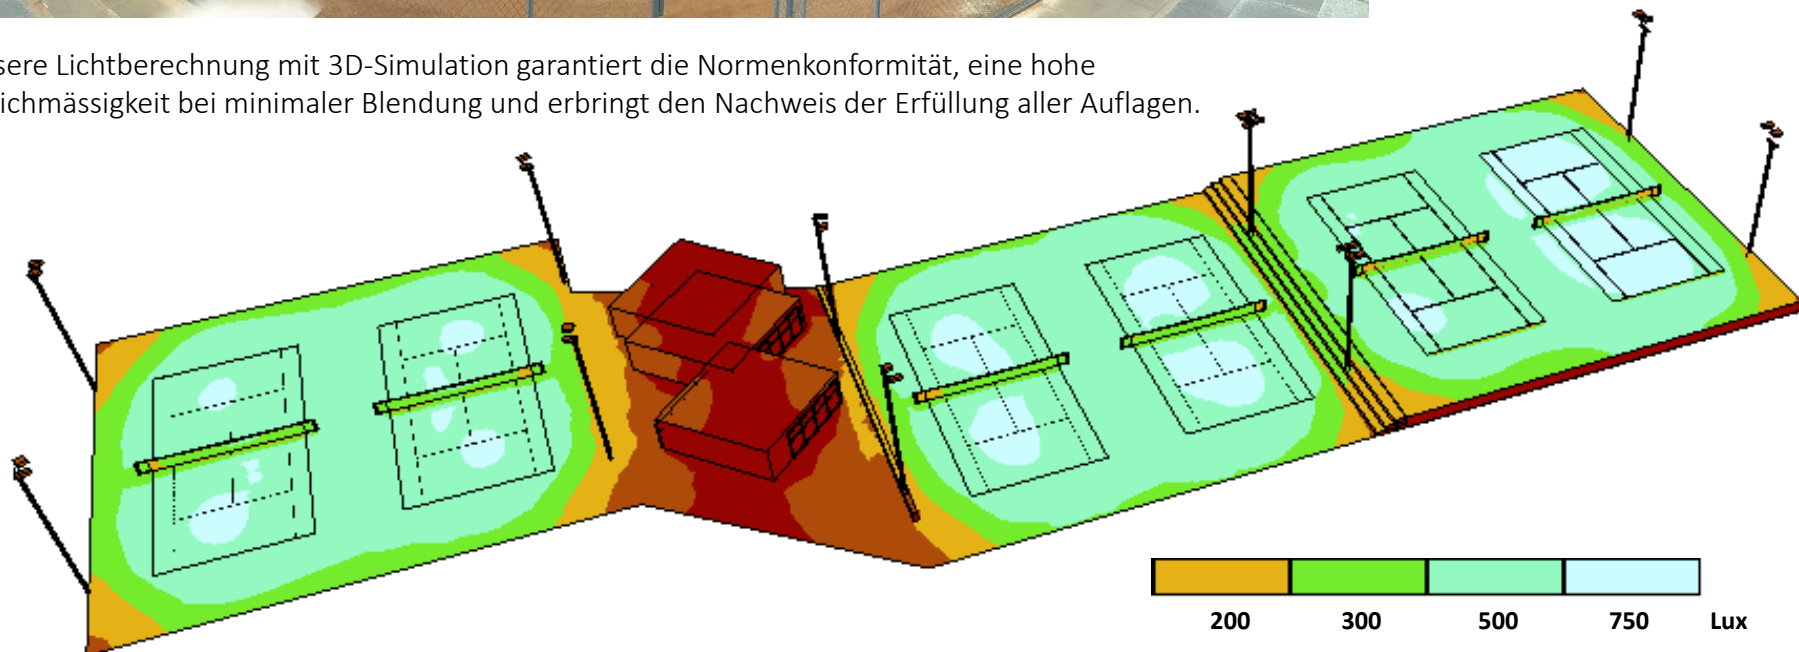 sere Lichtberechnung mit 3D-Simulation garantiert die Normenkonformität, eine hohe
ichmässigkeit bei minimaler Blendung und erbringt den Nachweis der Erfüllung aller Auflagen.
200 300 500 750 Lux